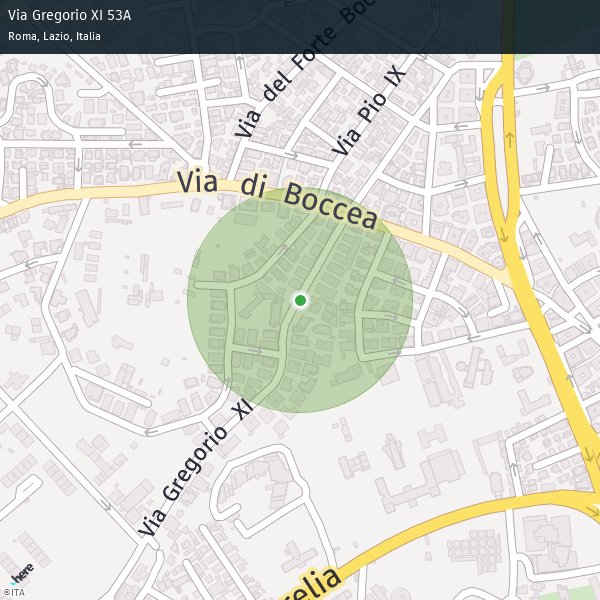 Via Gregorio XI 53A
Roma, Lazio, Italia
Via del Forte Bocc
Via Pio IX
Via di Boccea
Via Gregorio XI
relia
here
©ITA